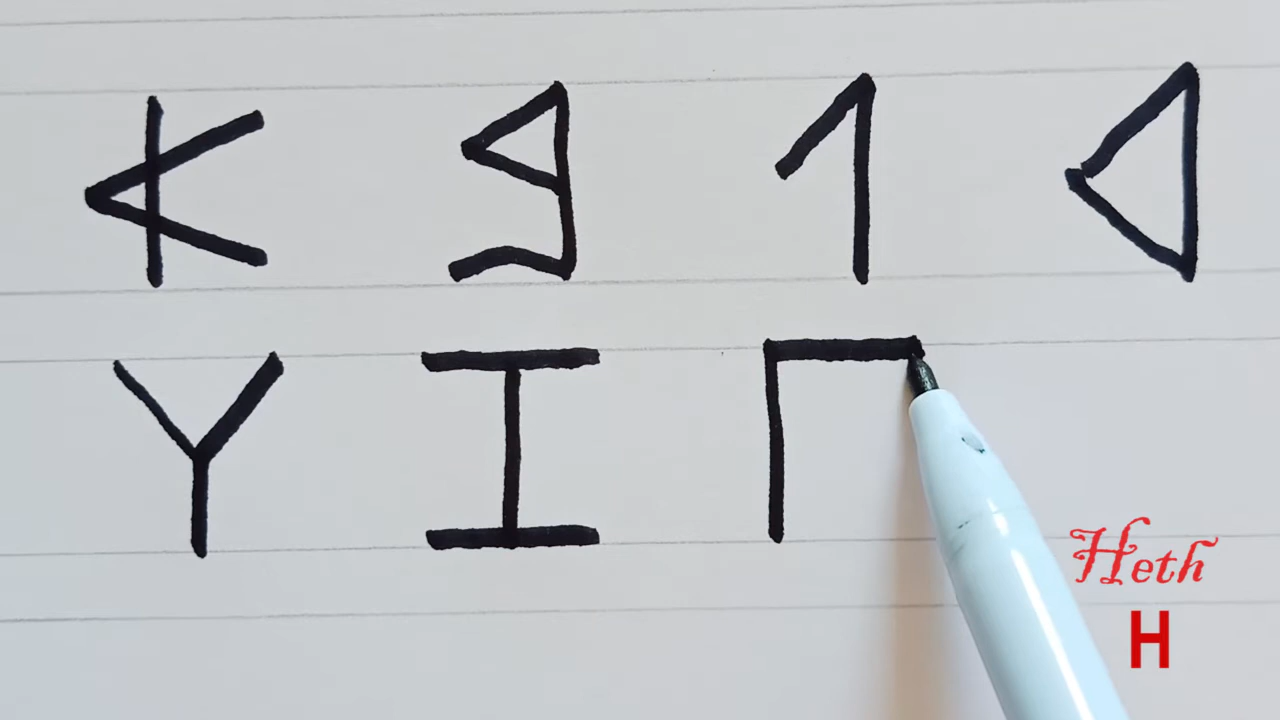 𐤀 𐤁 𐤂 𐤃
𐤅 𐤆
Heth
H